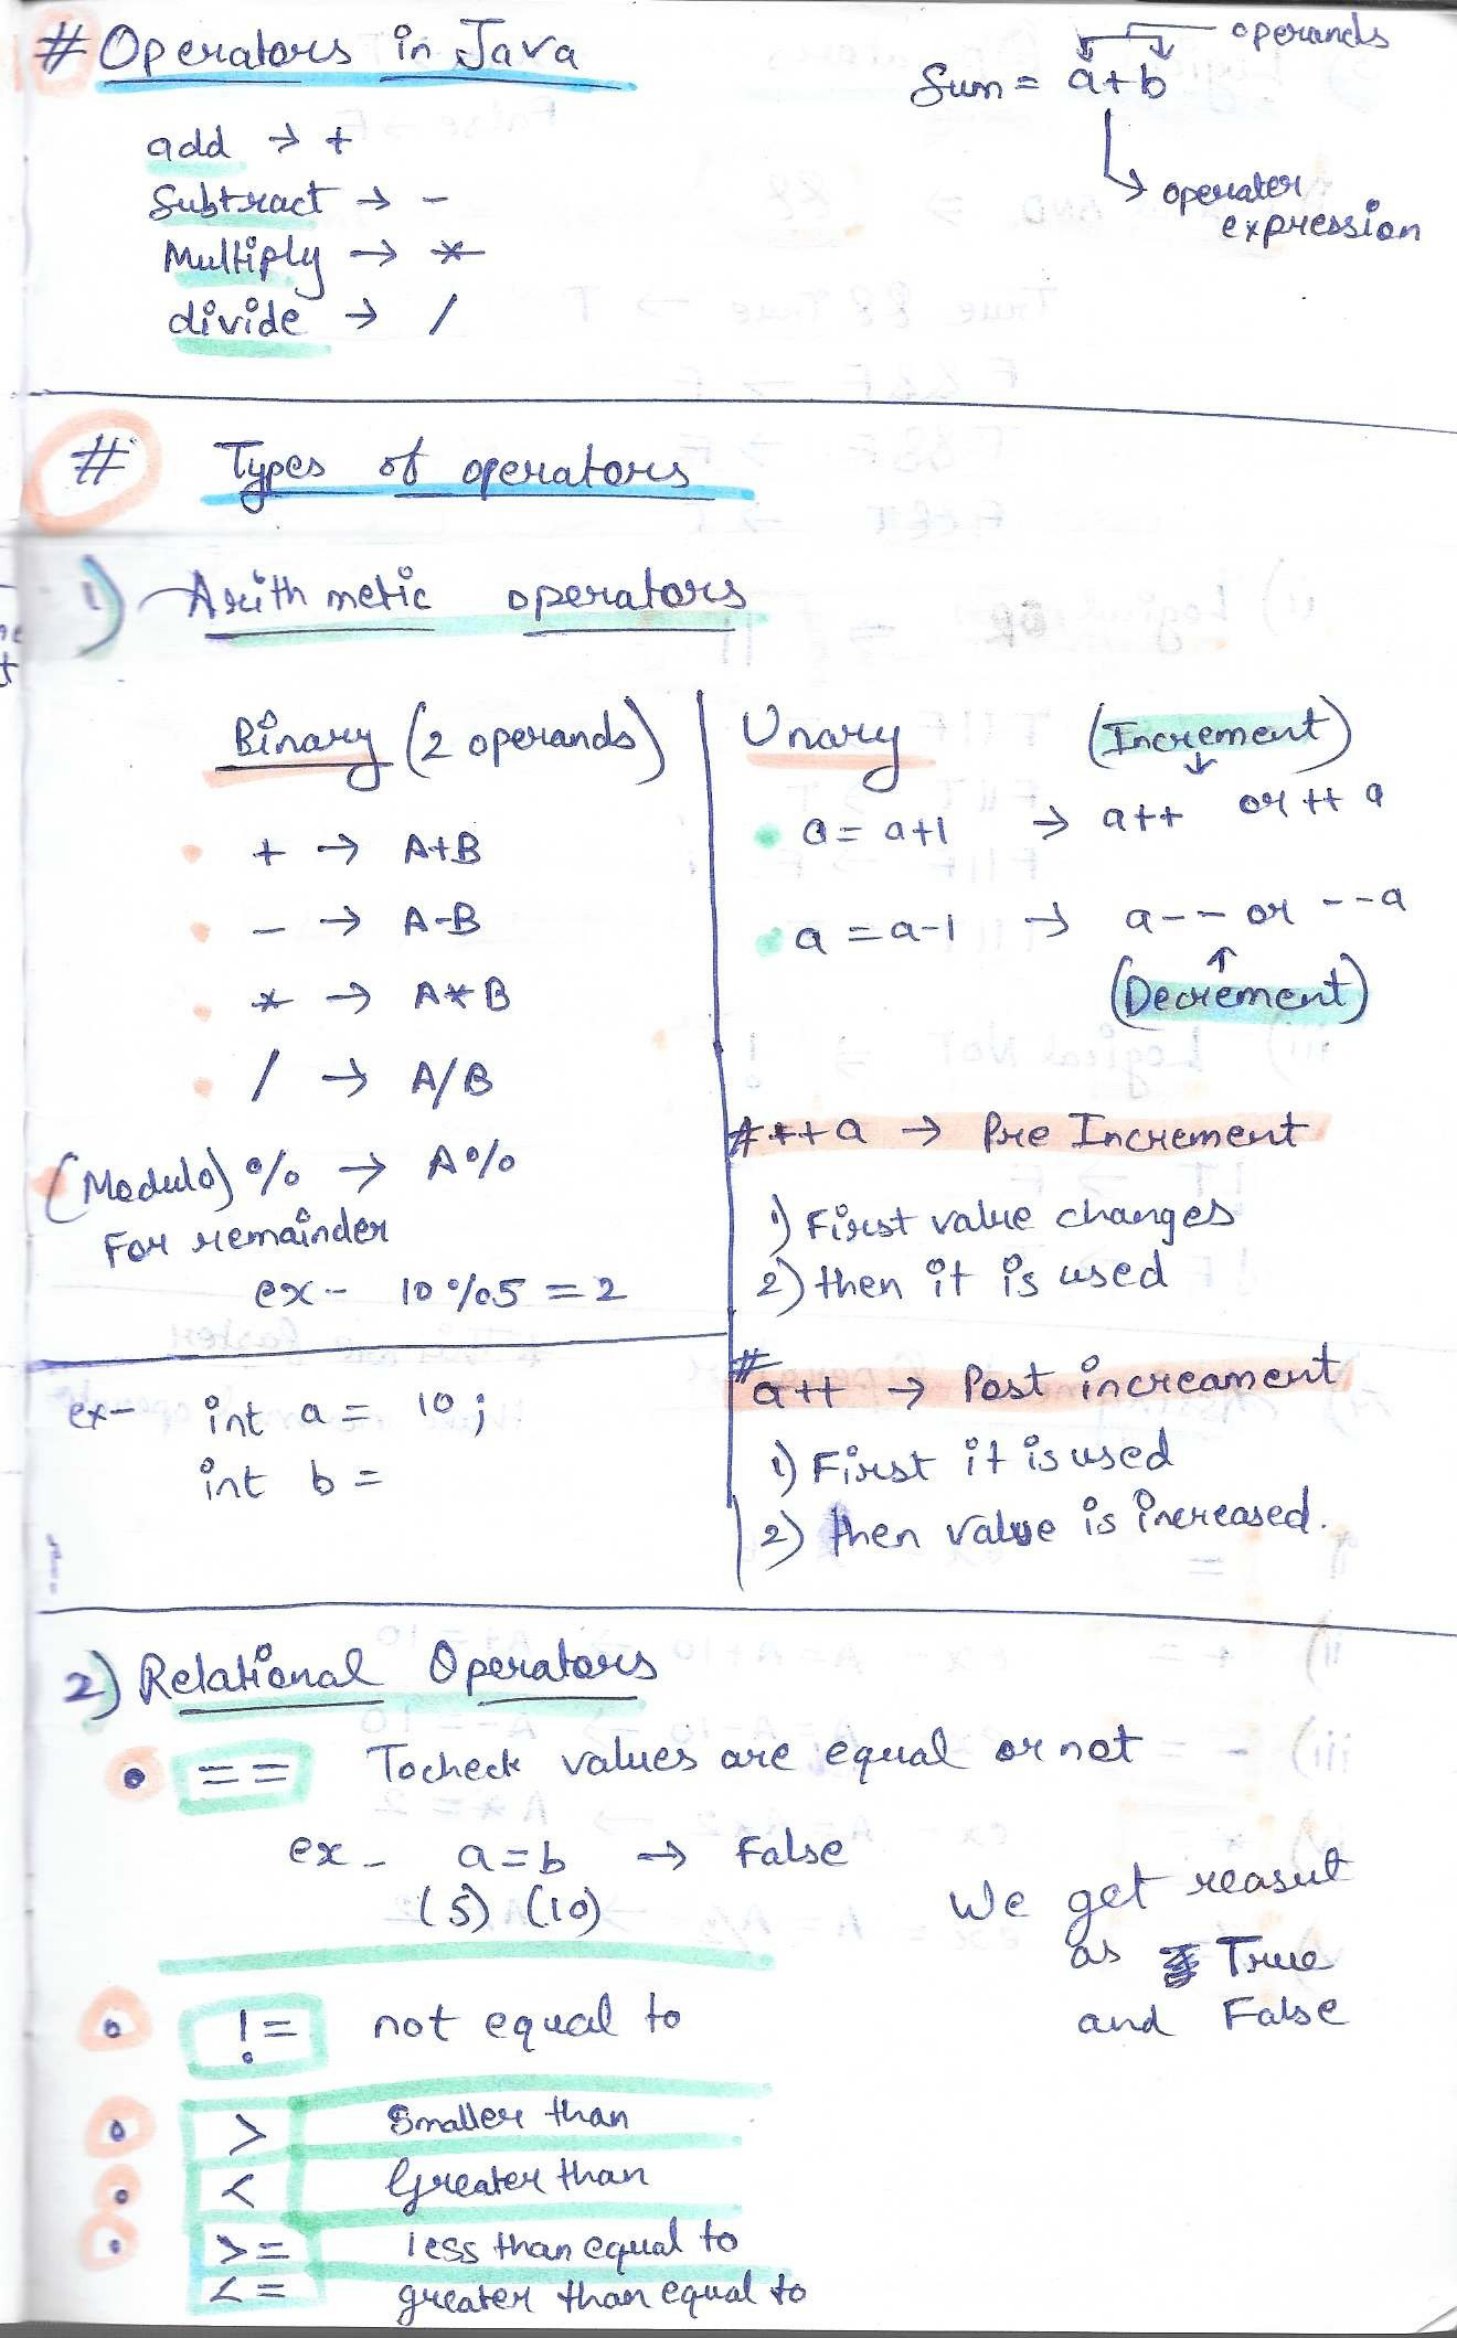 # Operators in Java
operands
Sum = a+b
operater
expression
add → +
Subtract → -
Multiply → *
divide → /
# Types of operators
1) Arithmetic operators
Binary (2 operands)
+ → A+B
- → A-B
* → A*B
/ → A/B
(Modulo) % → A%
For remainder
ex- 10%5 = 2
ex- int a = 10;
int b =
Unary (Increment)
a = a+1 → a++ or ++a
a = a-1 → a-- or --a
(Decrement)
# ++a → Pre Increment
1) First value changes
2) then it is used
# a++ → Post increament
1) First it is used
2) then value is increased.
2) Relational Operators
== To check values are equal or not
ex- a=b → False
(5) (10)
We get reasult
as True
and False
!= not equal to
> Smaller than
< Greater than
>= less than equal to
<= greater than equal to